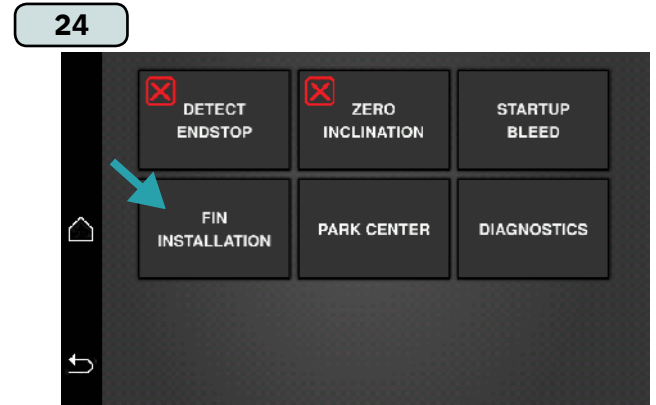 24
DETECT
ENDSTOP
ZERO
INCLINATION
STARTUP
BLEED
FIN
INSTALLATION
PARK CENTER
DIAGNOSTICS